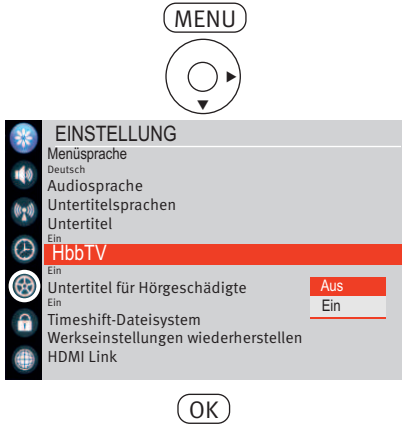 MENU
EINSTELLUNG
Menüsprache
Deutsch
Audiosprache
Untertitelsprachen
Untertitel
Ein
HbbTV
Ein
Untertitel für Hörgeschädigte
Ein
Aus
Ein
Timeshift-Dateisystem
Werkseinstellungen wiederherstellen
HDMI Link
OK